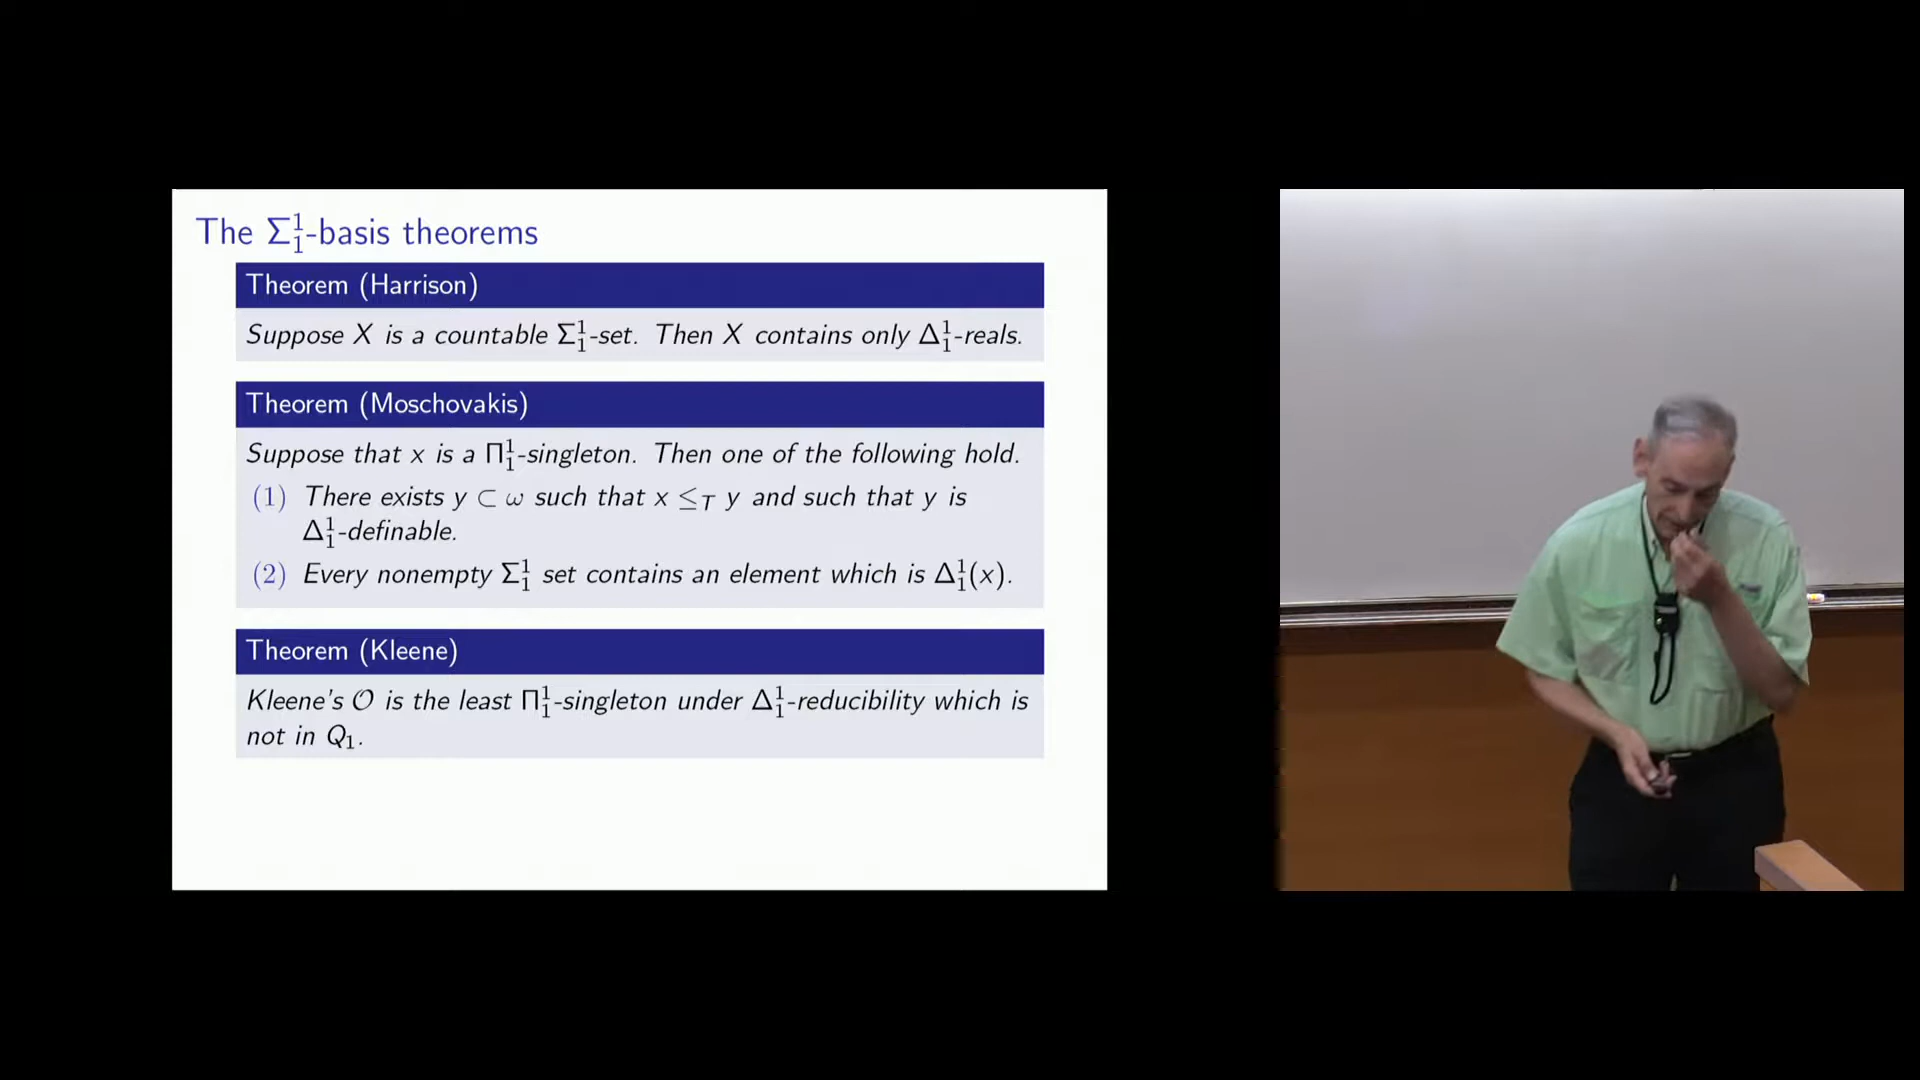 The Σ¹₁-basis theorems
Theorem (Harrison)
Suppose X is a countable Σ¹₁-set. Then X contains only Δ¹₁-reals.
Theorem (Moschovakis)
Suppose that x is a Π¹₁-singleton. Then one of the following hold.
(1) There exists y ⊂ ω such that x ≤_T y and such that y is
Δ¹₁-definable.
(2) Every nonempty Σ¹₁ set contains an element which is Δ¹₁(x).
Theorem (Kleene)
Kleene's 𝒪 is the least Π¹₁-singleton under Δ¹₁-reducibility which is
not in Q₁.